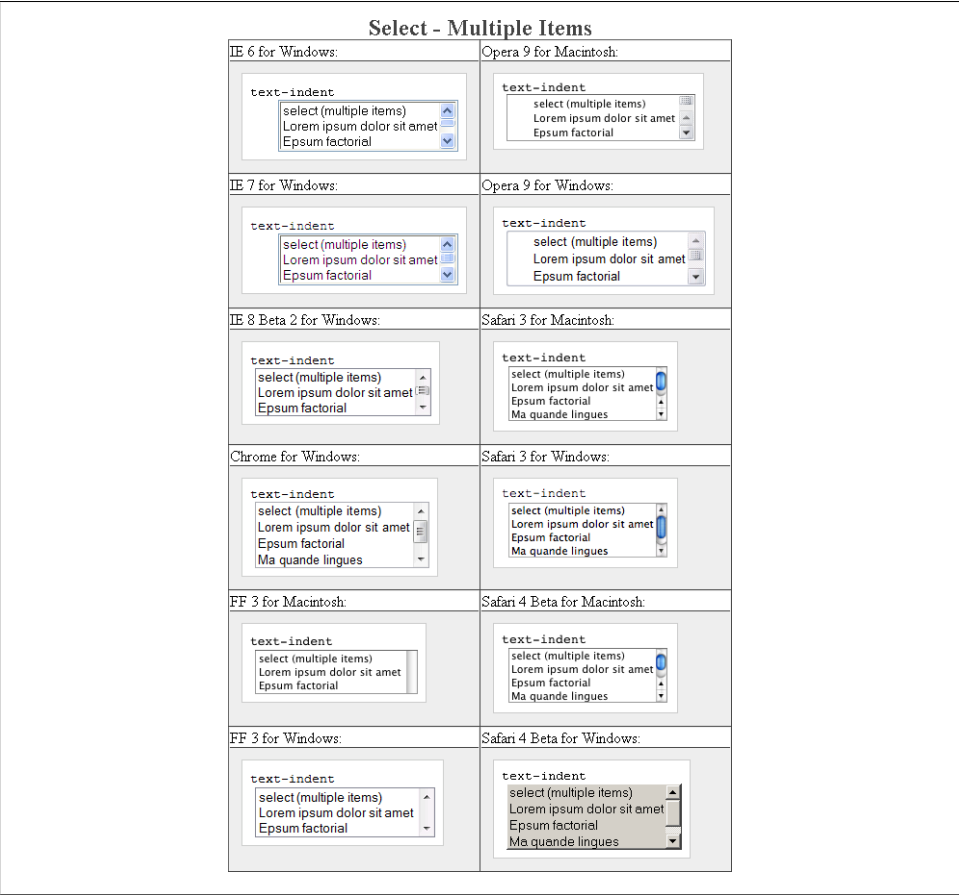 Select - Multiple Items
IE 6 for Windows:
text-indent
select (multiple items)
Lorem ipsum dolor sit amet
Epsum factorial
Opera 9 for Macintosh:
text-indent
select (multiple items)
Lorem ipsum dolor sit amet
Epsum factorial
IE 7 for Windows:
text-indent
select (multiple items)
Lorem ipsum dolor sit amet
Epsum factorial
Opera 9 for Windows:
text-indent
select (multiple items)
Lorem ipsum dolor sit amet
Epsum factorial
IE 8 Beta 2 for Windows:
text-indent
select (multiple items)
Lorem ipsum dolor sit amet
Epsum factorial
Safari 3 for Macintosh:
text-indent
select (multiple items)
Lorem ipsum dolor sit amet
Epsum factorial
Ma quande lingues
Chrome for Windows:
text-indent
select (multiple items)
Lorem ipsum dolor sit amet
Epsum factorial
Ma quande lingues
Safari 3 for Windows:
text-indent
select (multiple items)
Lorem ipsum dolor sit amet
Epsum factorial
Ma quande lingues
FF 3 for Macintosh:
text-indent
select (multiple items)
Lorem ipsum dolor sit amet
Epsum factorial
Safari 4 Beta for Macintosh:
text-indent
select (multiple items)
Lorem ipsum dolor sit amet
Epsum factorial
Ma quande lingues
FF 3 for Windows:
text-indent
select (multiple items)
Lorem ipsum dolor sit amet
Epsum factorial
Safari 4 Beta for Windows:
text-indent
select (multiple items)
Lorem ipsum dolor sit amet
Epsum factorial
Ma quande lingues